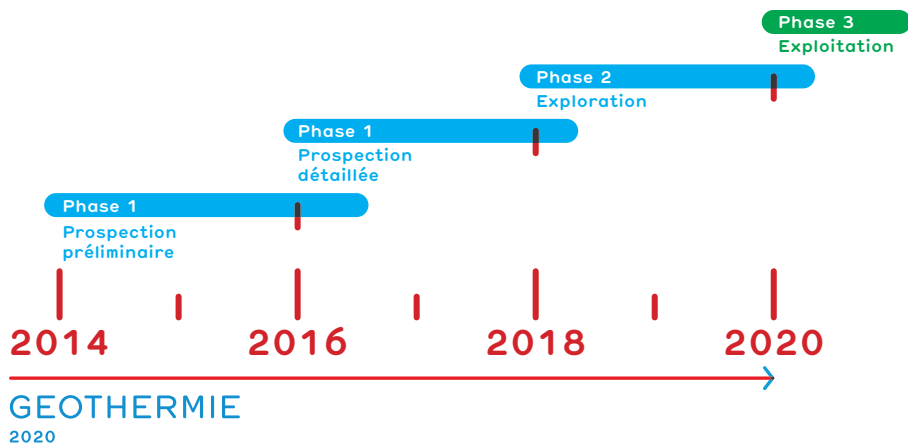 Phase 3
Exploitation
Phase 2
Exploration
Phase 1
Prospection
détaillée
Phase 1
Prospection
préliminaire
2014 2016 2018 2020
GEOTHERMIE
2020